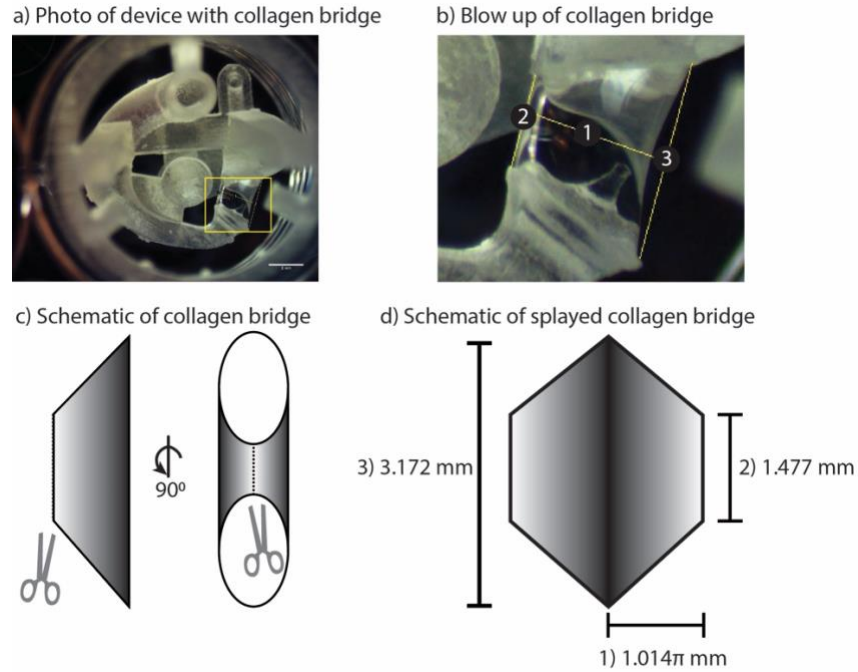 a) Photo of device with collagen bridge
b) Blow up of collagen bridge
2
1
3
c) Schematic of collagen bridge
d) Schematic of splayed collagen bridge
90⁰
3) 3.172 mm
2) 1.477 mm
1) 1.014π mm